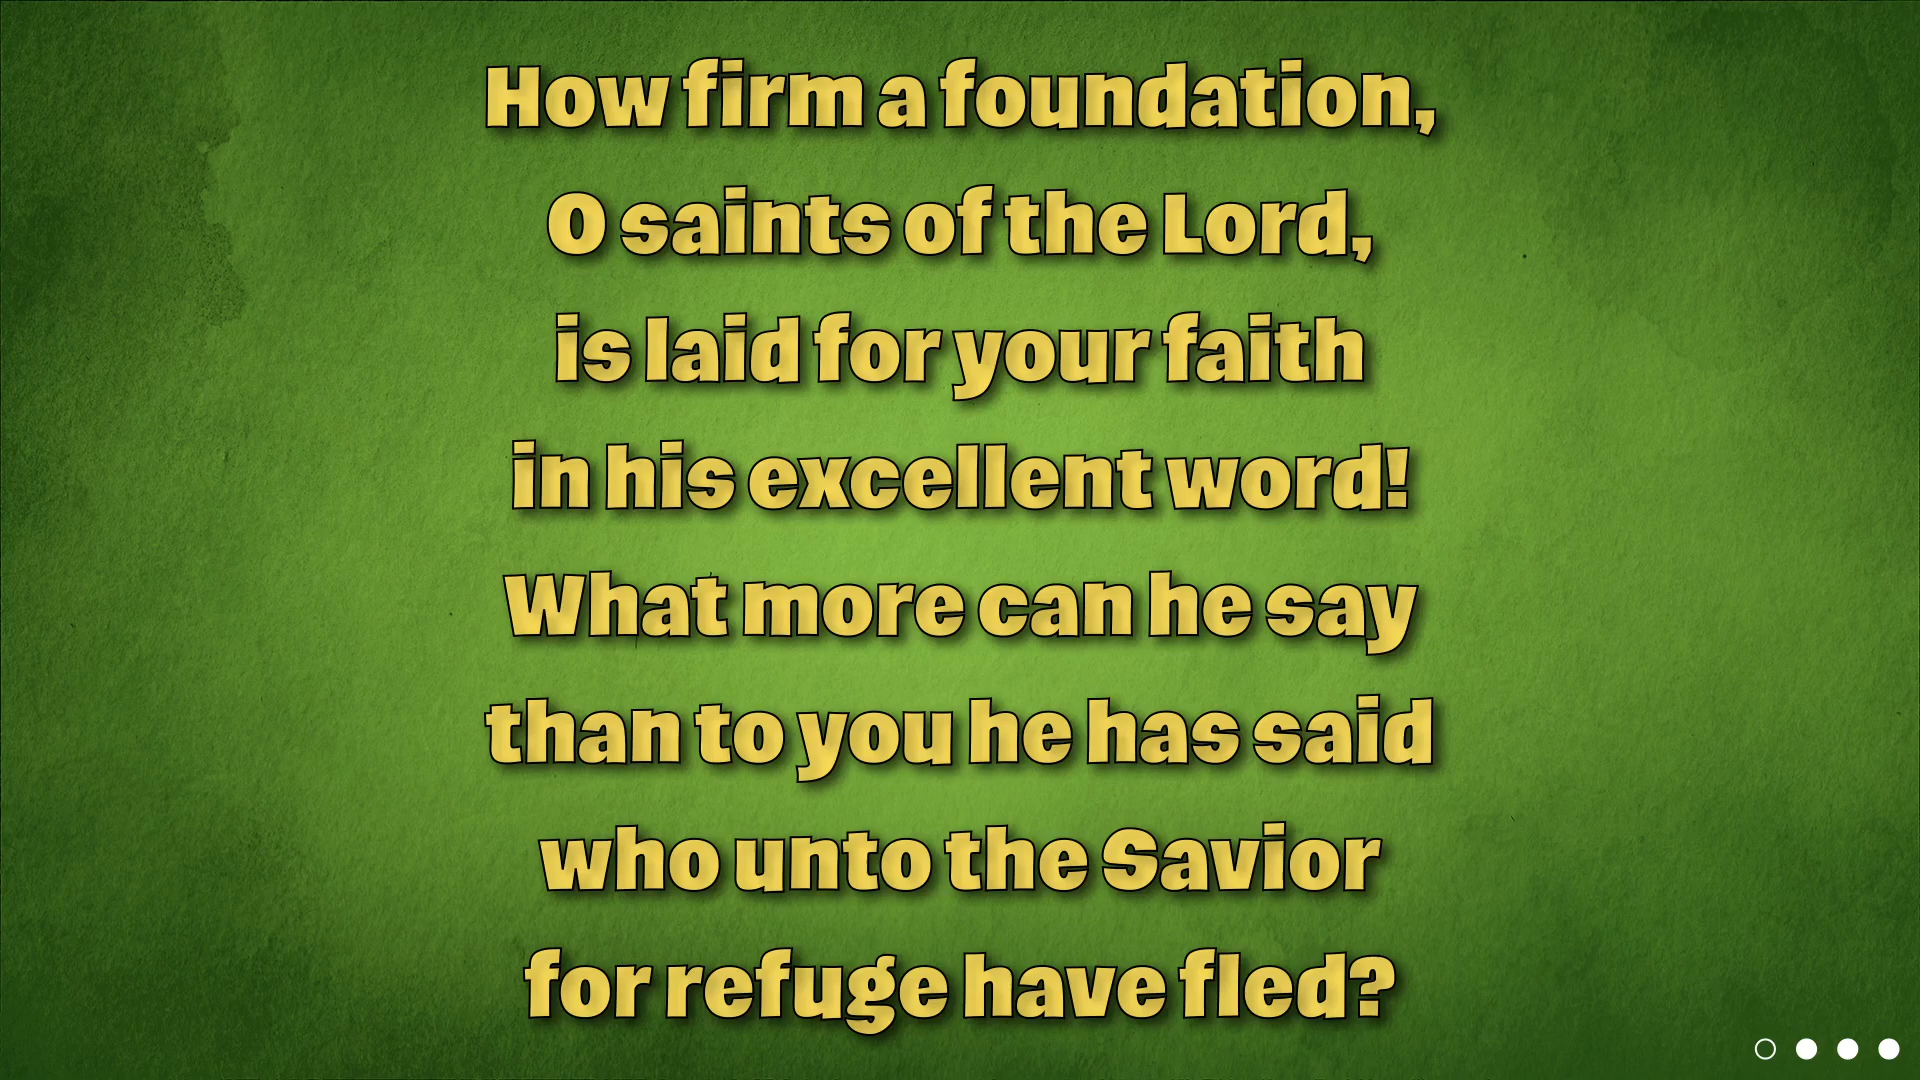 How firm a foundation,
O saints of the Lord,
is laid for your faith
in his excellent word!
What more can he say
than to you he has said
who unto the Savior
for refuge have fled?